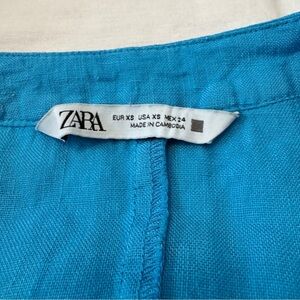 ZARA
EUR XS USA XS MEX 24
MADE IN CAMBODIA